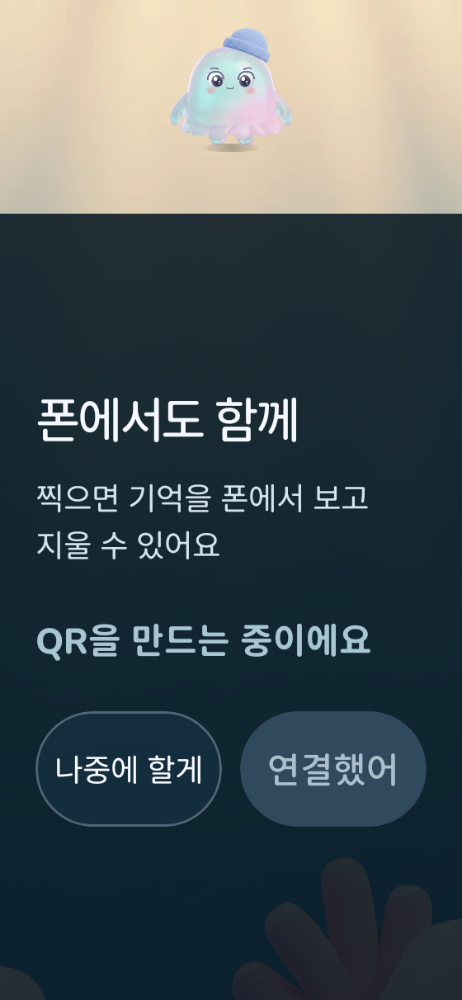 폰에서도 함께
찍으면 기억을 폰에서 보고
지울 수 있어요
QR을 만드는 중이에요
나중에 할게
연결했어